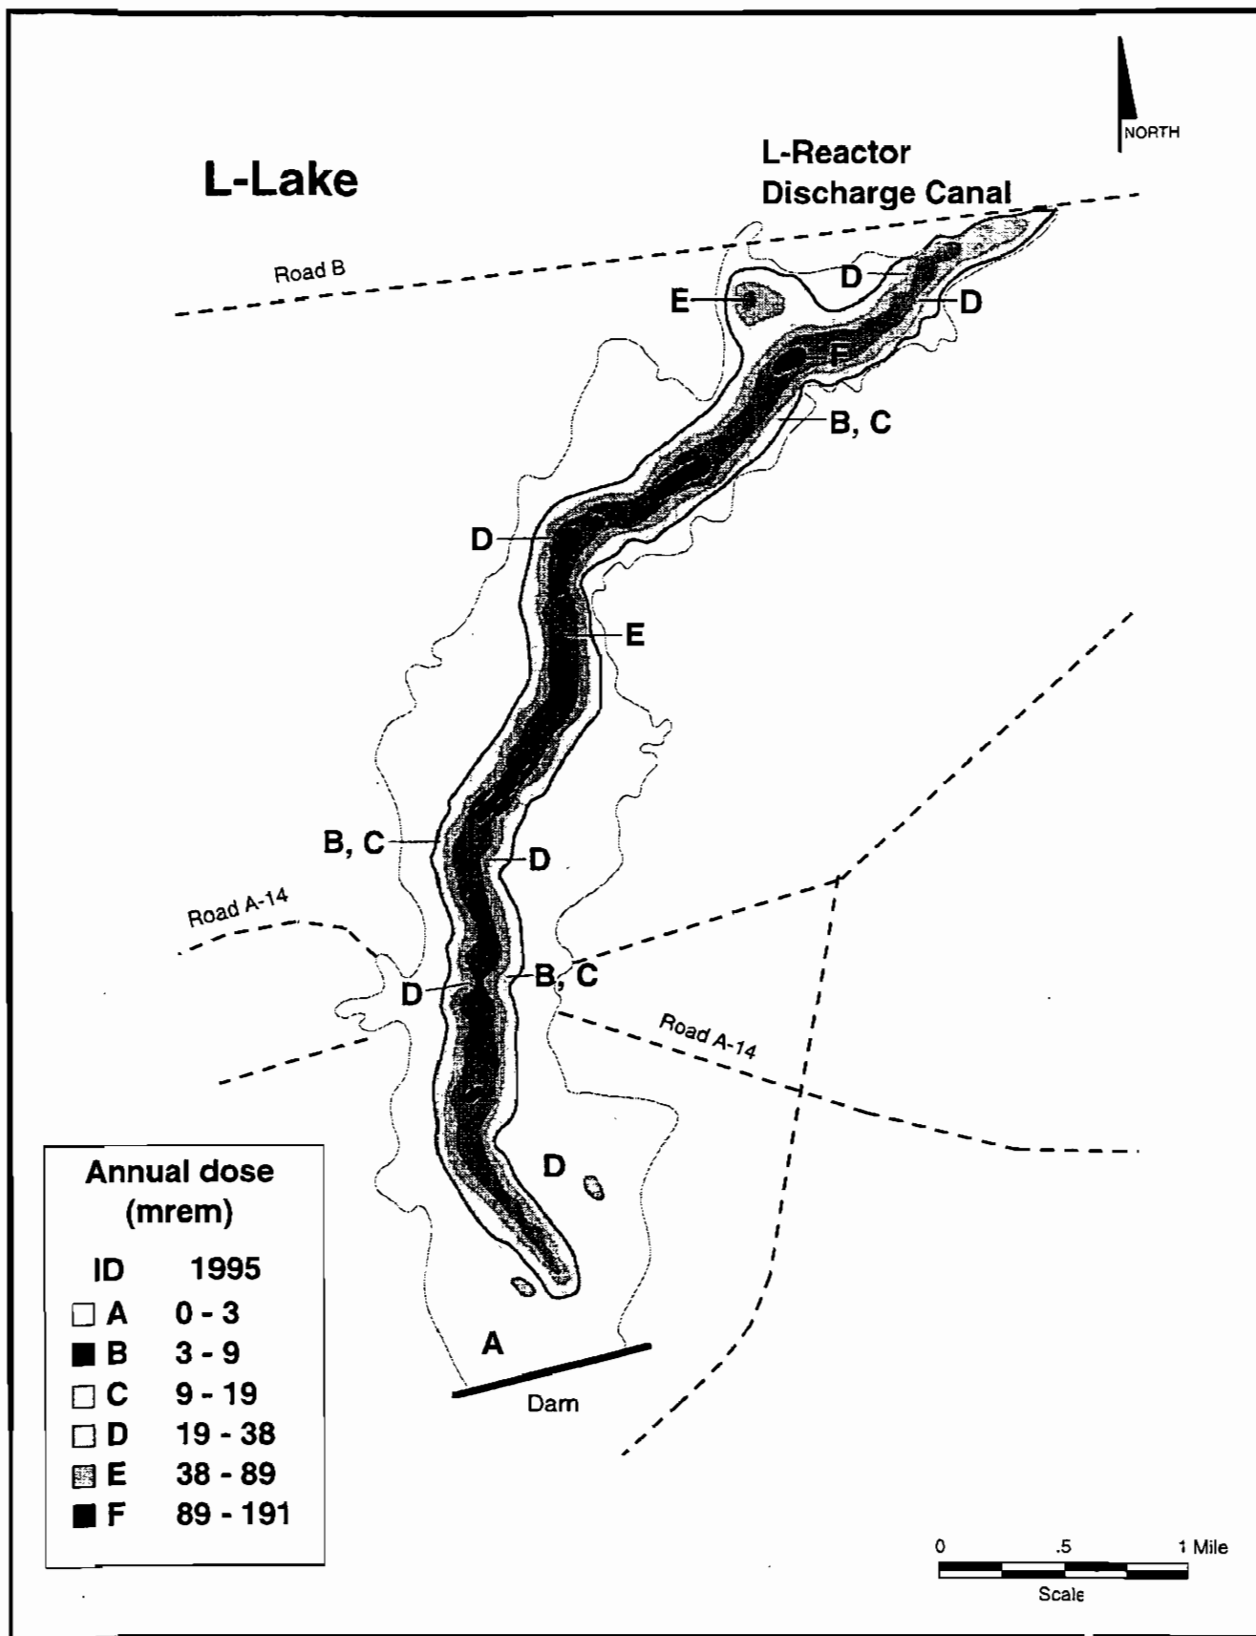 NORTH
L-Lake
L-Reactor
Discharge Canal
Road B
D
E
D
F
B, C
D
E
B, C
D
Road A-14
B, C
D
Road A-14
D
A
Dam
Annual dose
(mrem)
ID 1995
A 0 - 3
B 3 - 9
C 9 - 19
D 19 - 38
E 38 - 89
F 89 - 191
0 .5 1 Mile
Scale